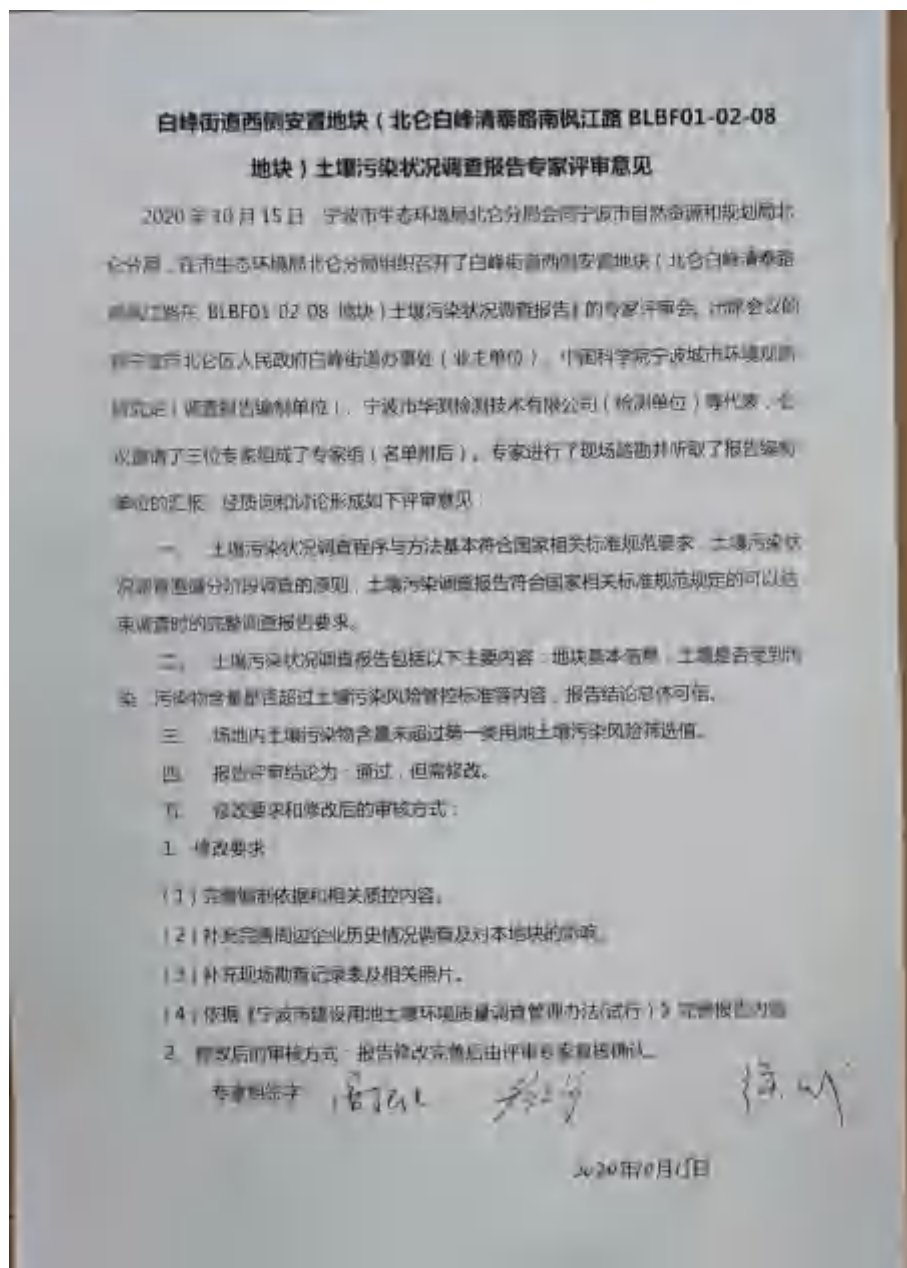 白峰街道西侧安置地块（北仑白峰清泰路南枫江路 BLBF01-02-08
地块）土壤污染状况调查报告专家评审意见
2020 年 10 月 15 日 宁波市生态环境局北仑分局会同宁波市自然资源和规划局北
仑分局，在市生态环境局北仑分局组织召开了白峰街道西侧安置地块（北仑白峰清泰路
南枫江路 BLBF01-02-08 地块）土壤污染状况调查报告》的专家评审会。出席会议的
有宁波市北仑区人民政府白峰街道办事处（业主单位）、中国科学院宁波城市环境观测
研究站（调查报告编制单位）、宁波市华测检测技术有限公司（检测单位）等代表，会
议邀请了三位专家组成了专家组（名单附后）。专家进行了现场踏勘并听取了报告编制
单位的汇报，经质询和讨论形成如下评审意见
一、土壤污染状况调查程序与方法基本符合国家相关标准规范要求，土壤污染状
况调查遵循分阶段调查的原则，土壤污染调查报告符合国家相关标准规范规定的可以结
束调查时的完整调查报告要求。
二、土壤污染状况调查报告包括以下主要内容：地块基本信息，土壤是否受到污
染，污染物含量是否超过土壤污染风险管控标准等内容，报告结论总体可信。
三、场地内土壤污染物含量未超过第一类用地土壤污染风险筛选值。
四、报告评审结论为：通过，但需修改。
五、修改要求和修改后的审核方式：
1. 修改要求
（1）完善编制依据和相关质控内容。
（2）补充完善周边企业历史情况调查及对本地块的影响。
（3）补充现场勘查记录表及相关照片。
（4）依据《宁波市建设用地土壤环境质量调查管理办法(试行)》完善报告内容
2. 修改后的审核方式：报告修改完善后由评审专家直接确认。
专家组签字
2020年10月15日